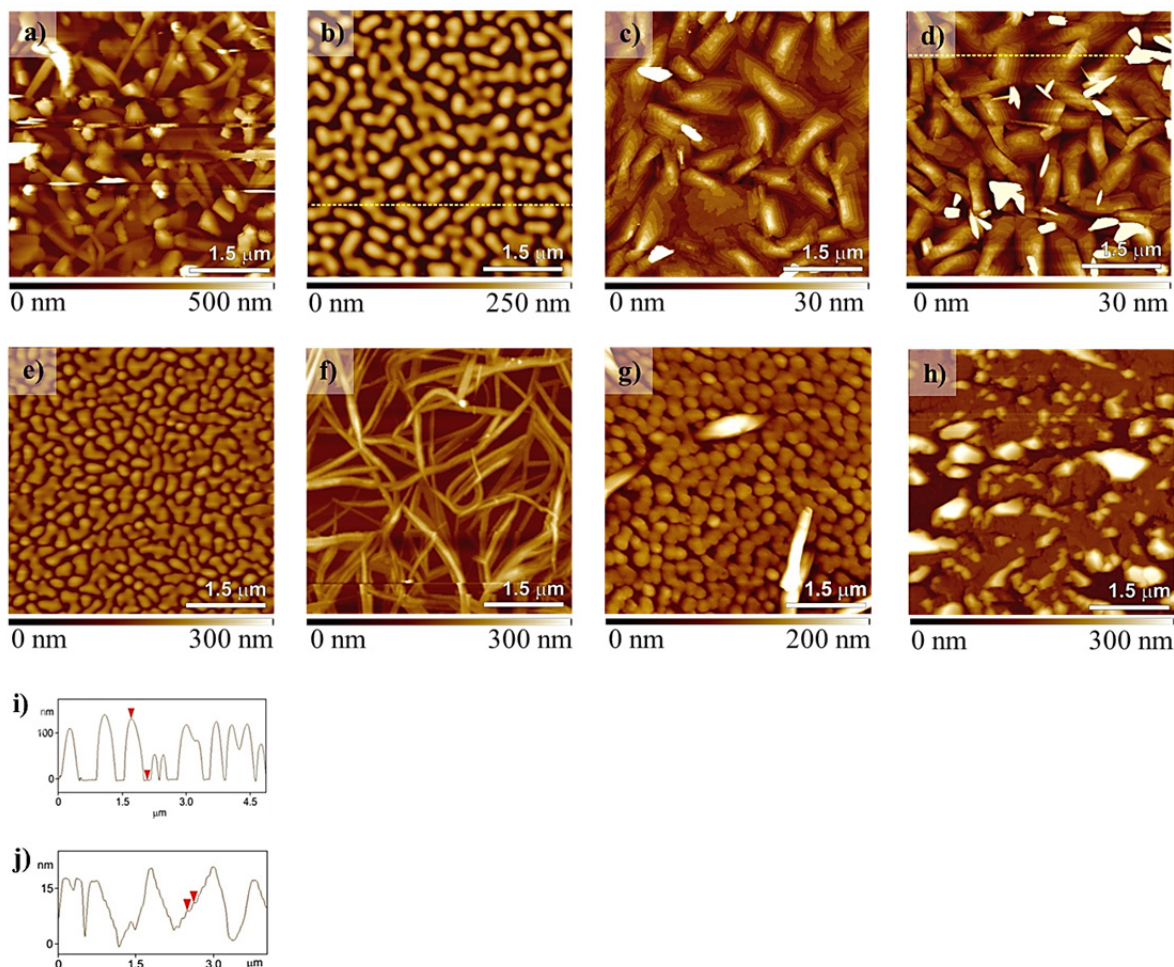 a) b) c) d)
1.5 μm 1.5 μm 1.5 μm 1.5 μm
0 nm 500 nm 0 nm 250 nm 0 nm 30 nm 0 nm 30 nm
e) f) g) h)
1.5 μm 1.5 μm 1.5 μm 1.5 μm
0 nm 300 nm 0 nm 300 nm 0 nm 200 nm 0 nm 300 nm
i)
nm
100
0
0 1.5 3.0 4.5
μm
j)
nm
15
0
0 1.5 3.0
μm